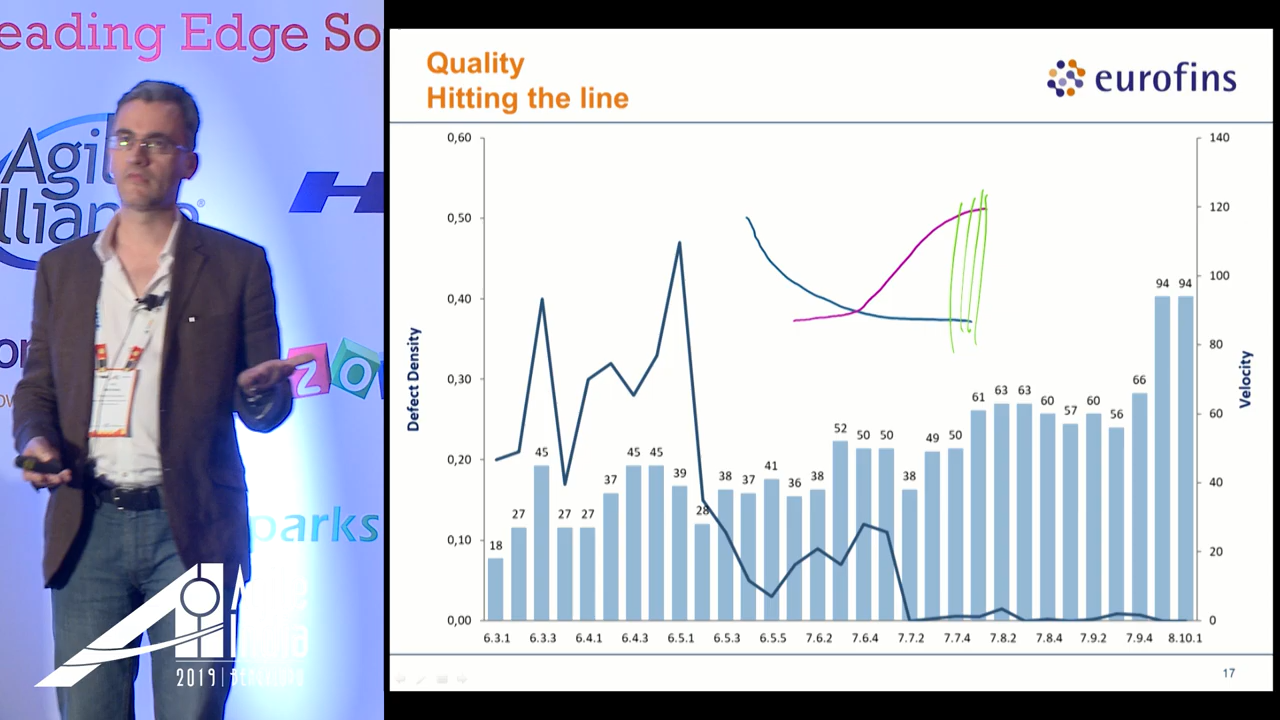 eading Edge So
Agil
llian
®
H
zo
parks
2019
Quality
Hitting the line
eurofins
0,60
0,50
0,40
0,30
0,20
0,10
0,00
Defect Density
18 27 45 27 27 37 45 45 39 28 38 37 41 36 38 52 50 50 38 49 50 61 63 63 60 57 60 56 66 94 94
140
120
100
80
60
40
20
0
Velocity
6.3.1 6.3.3 6.4.1 6.4.3 6.5.1 6.5.3 6.5.5 7.6.2 7.6.4 7.7.2 7.7.4 7.8.2 7.8.4 7.9.2 7.9.4 8.10.1
17